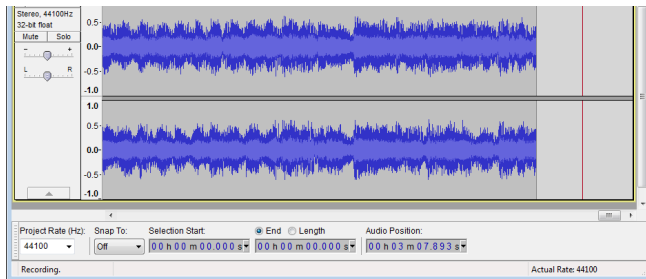 Stereo, 44100Hz
32-bit float
Mute Solo
- +
L R
0.5-
0.0-
-0.5-
-1.0
1.0
0.5-
0.0-
-0.5-
-1.0
Project Rate (Hz): Snap To: Selection Start: End Length Audio Position:
44100 Off 00 h 00 m 00.000 s 00 h 00 m 00.000 s 00 h 03 m 07.893 s
Recording. Actual Rate: 44100